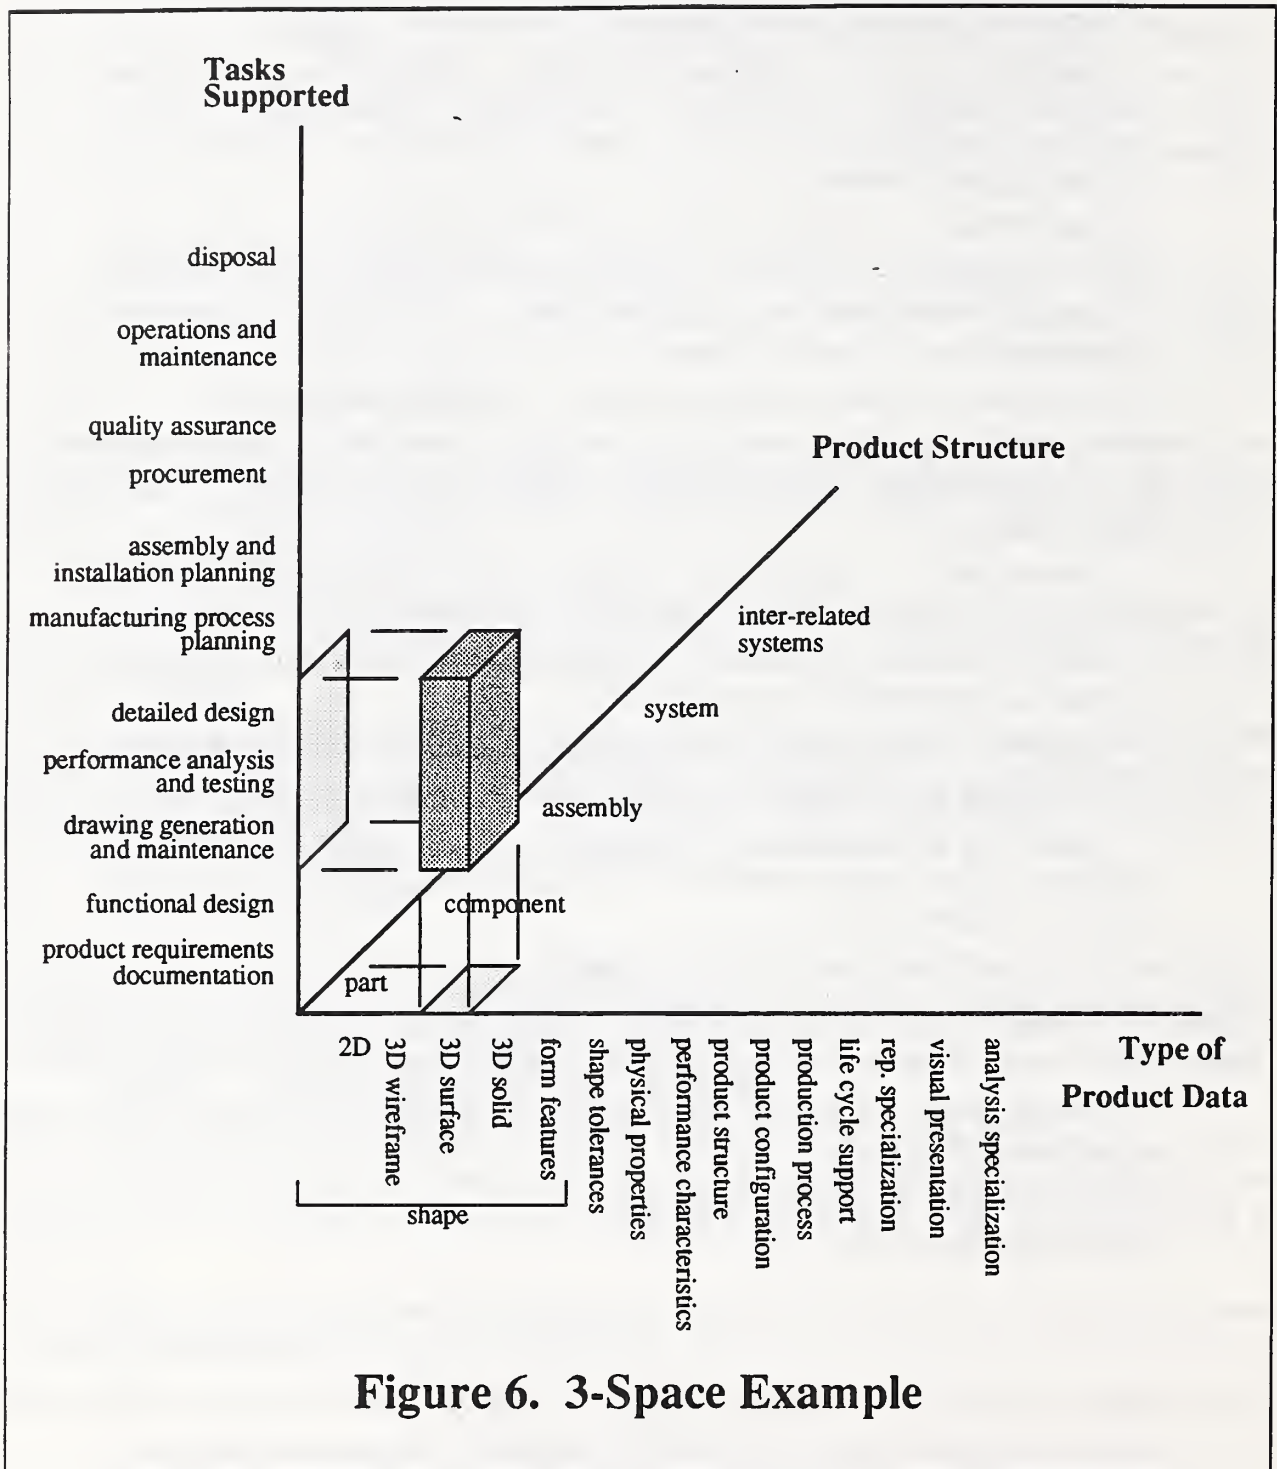 Tasks
Supported
disposal
operations and
maintenance
quality assurance
procurement
assembly and
installation planning
manufacturing process
planning
detailed design
performance analysis
and testing
drawing generation
and maintenance
functional design
product requirements
documentation
Product Structure
inter-related
systems
system
assembly
component
part
2D
3D wireframe
3D surface
3D solid
form features
shape tolerances
physical properties
performance characteristics
product structure
product configuration
production process
life cycle support
rep. specialization
visual presentation
analysis specialization
shape
Type of
Product Data
Figure 6. 3-Space Example